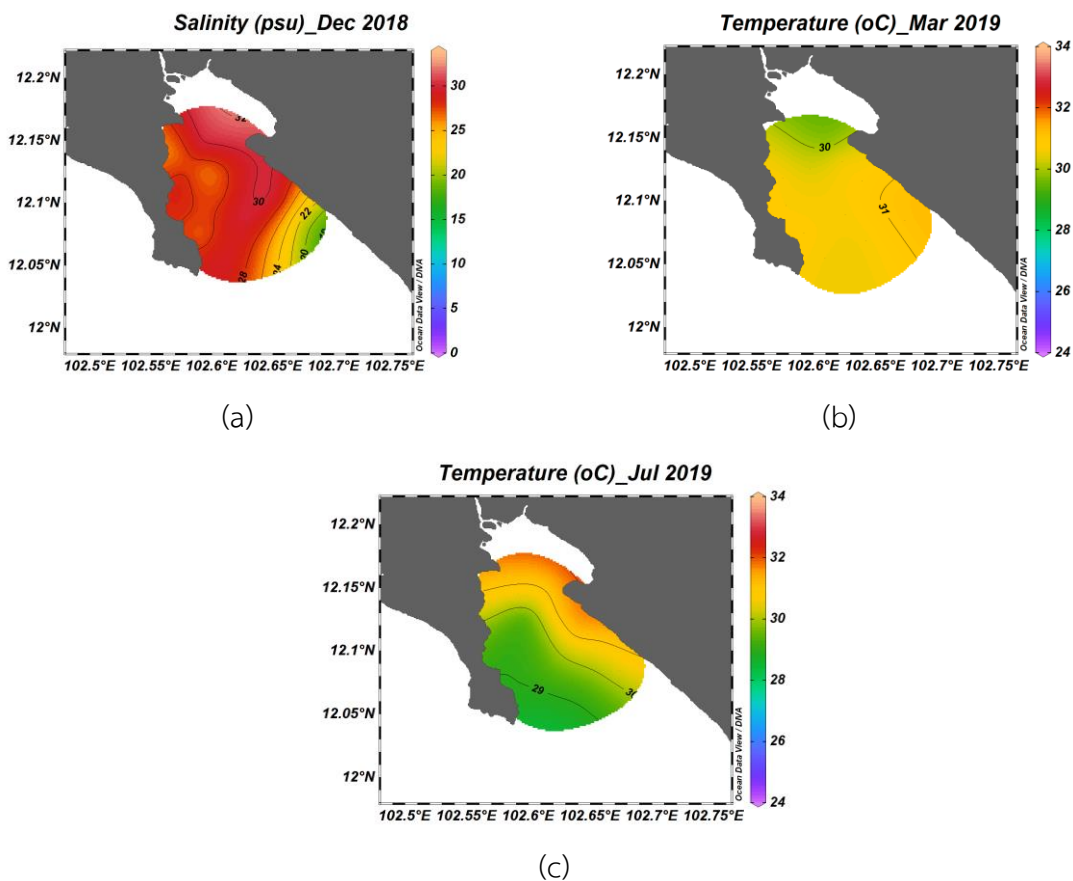 Salinity (psu)_Dec 2018
12.2°N
12.15°N
12.1°N
12.05°N
12°N
102.5°E 102.55°E 102.6°E 102.65°E 102.7°E 102.75°E
30
28
24
22
20
30
25
20
15
10
5
0
Ocean Data View / DIVA
(a)
Temperature (oC)_Mar 2019
12.2°N
12.15°N
12.1°N
12.05°N
12°N
102.5°E 102.55°E 102.6°E 102.65°E 102.7°E 102.75°E
30
31
34
32
30
28
26
24
Ocean Data View / DIVA
(b)
Temperature (oC)_Jul 2019
12.2°N
12.15°N
12.1°N
12.05°N
12°N
102.5°E 102.55°E 102.6°E 102.65°E 102.7°E 102.75°E
29
34
32
30
28
26
24
Ocean Data View / DIVA
(c)